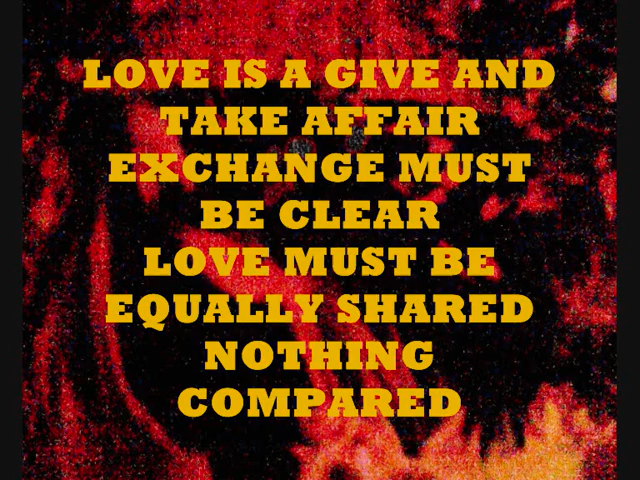 LOVE IS A GIVE AND
TAKE AFFAIR
EXCHANGE MUST
BE CLEAR
LOVE MUST BE
EQUALLY SHARED
NOTHING
COMPARED